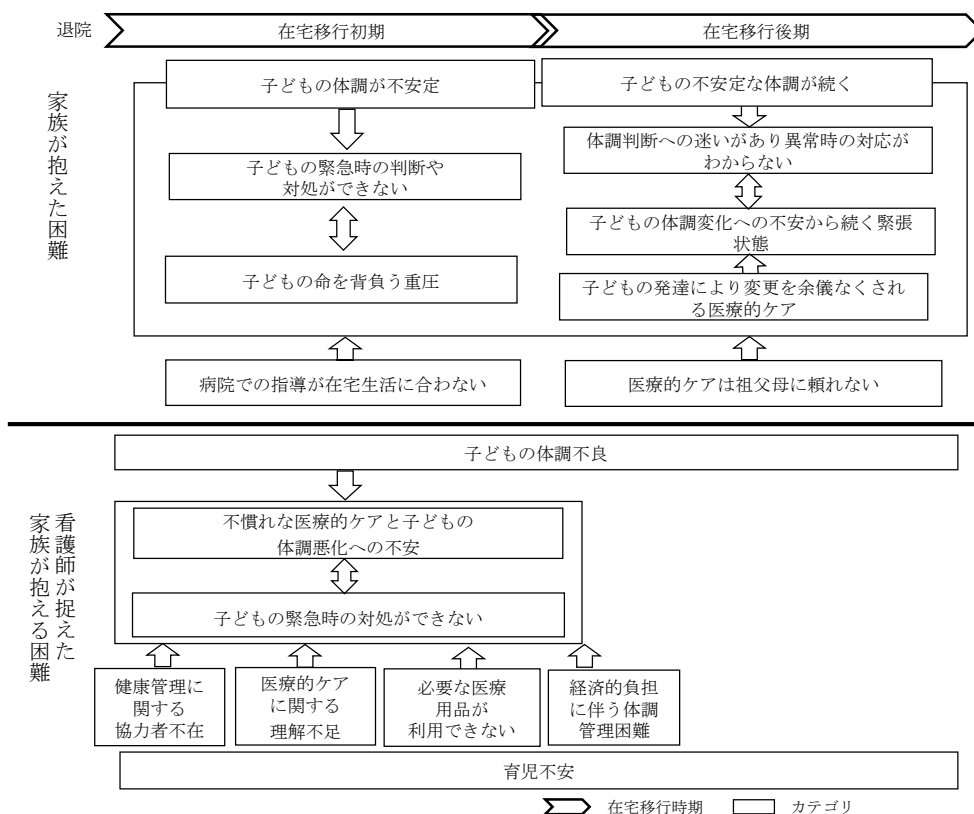 退院
在宅移行初期
在宅移行後期
家族が抱えた困難
子どもの体調が不安定
子どもの緊急時の判断や
対処ができない
子どもの命を背負う重圧
子どもの不安定な体調が続く
体調判断への迷いがあり異常時の対応が
わからない
子どもの体調変化への不安から続く緊張
状態
子どもの発達により変更を余儀なくされ
る医療的ケア
病院での指導が在宅生活に合わない
医療的ケアは祖父母に頼れない
看護師が捉えた
家族が抱える困難
子どもの体調不良
不慣れな医療的ケアと子どもの
体調悪化への不安
子どもの緊急時の対処ができない
健康管理に
関する
協力者不在
医療的ケア
に関する
理解不足
必要な医療
用品が
利用できない
経済的負担
に伴う体調
管理困難
育児不安
在宅移行時期
カテゴリ